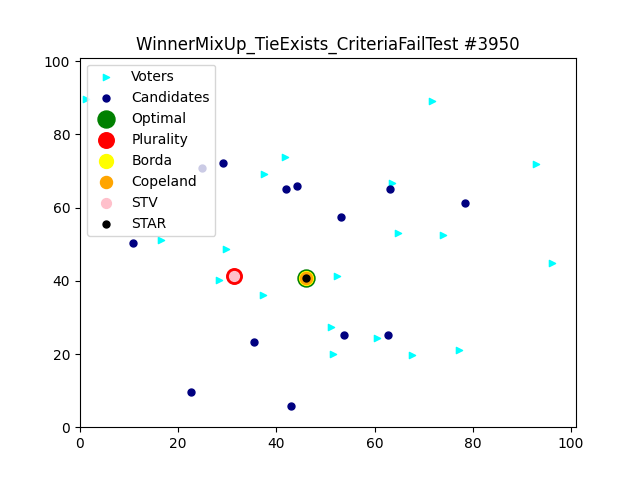 WinnerMixUp_TieExists_CriteriaFailTest #3950
100
80
60
40
20
0
Voters
Candidates
Optimal
Plurality
Borda
Copeland
STV
STAR
0 20 40 60 80 100